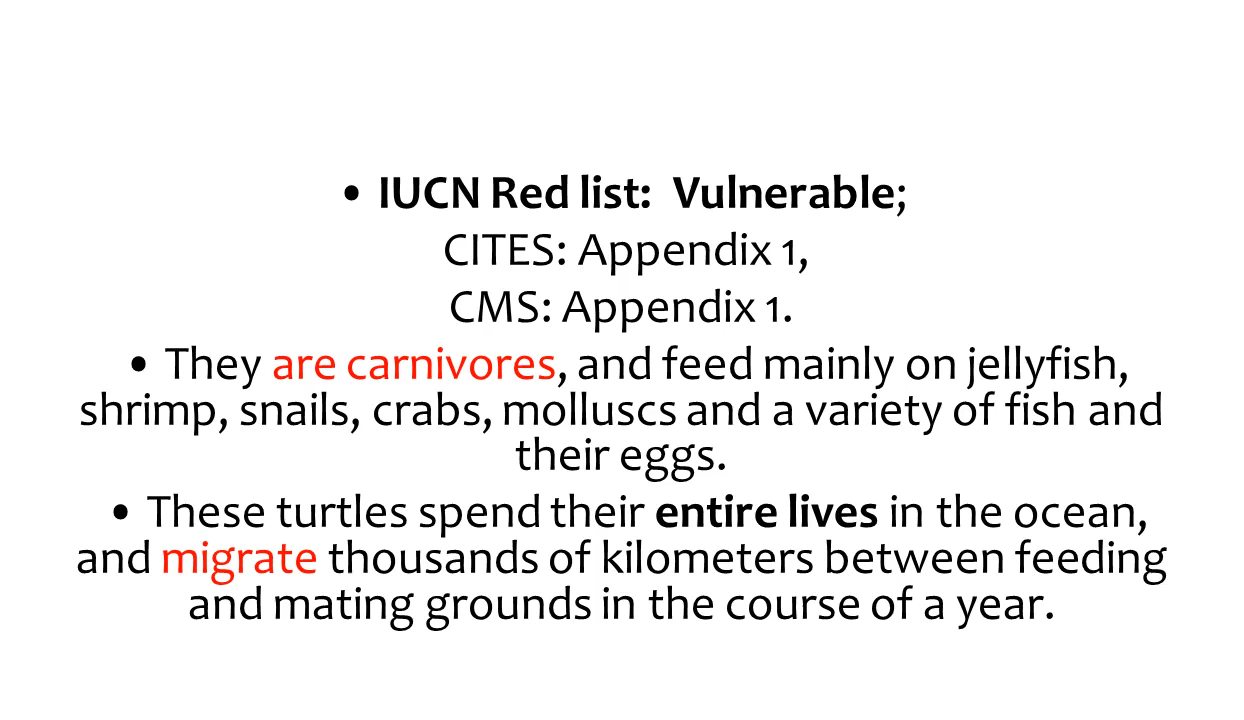 • IUCN Red list: Vulnerable;
CITES: Appendix 1,
CMS: Appendix 1.
• They are carnivores, and feed mainly on jellyfish,
shrimp, snails, crabs, molluscs and a variety of fish and
their eggs.
• These turtles spend their entire lives in the ocean,
and migrate thousands of kilometers between feeding
and mating grounds in the course of a year.